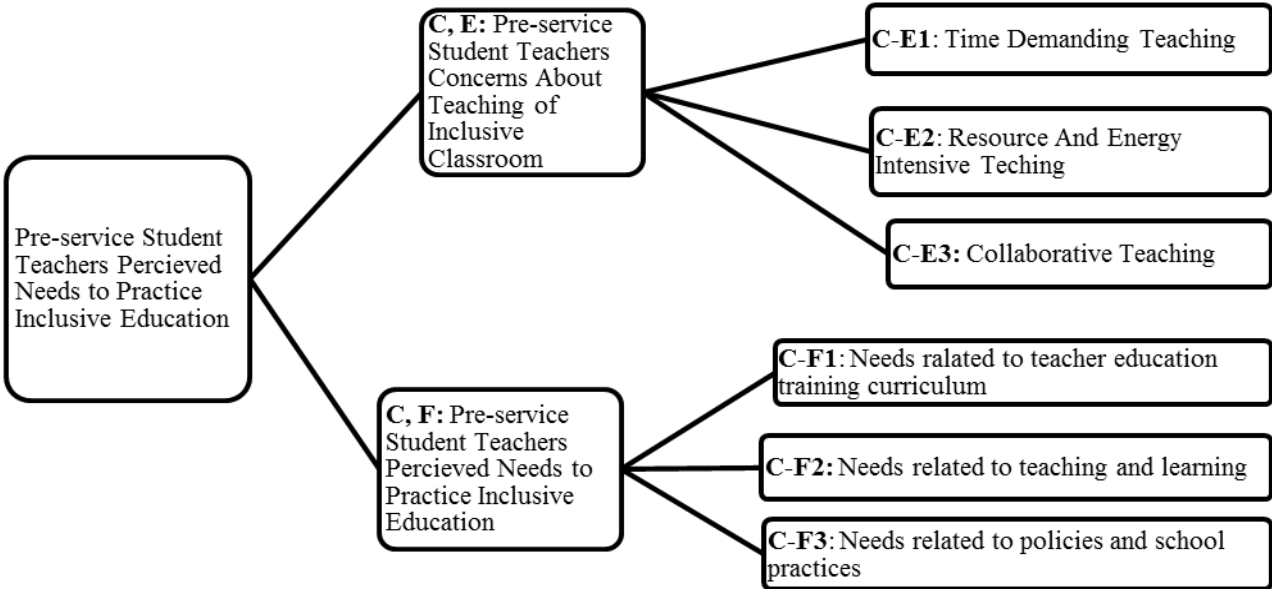 Pre-service Student
Teachers Percieved
Needs to Practice
Inclusive Education
C, E: Pre-service
Student Teachers
Concerns About
Teaching of
Inclusive
Classroom
C-E1: Time Demanding Teaching
C-E2: Resource And Energy
Intensive Teching
C-E3: Collaborative Teaching
C, F: Pre-service
Student Teachers
Percieved Needs to
Practice Inclusive
Education
C-F1: Needs ralated to teacher education
training curriculum
C-F2: Needs related to teaching and learning
C-F3: Needs related to policies and school
practices